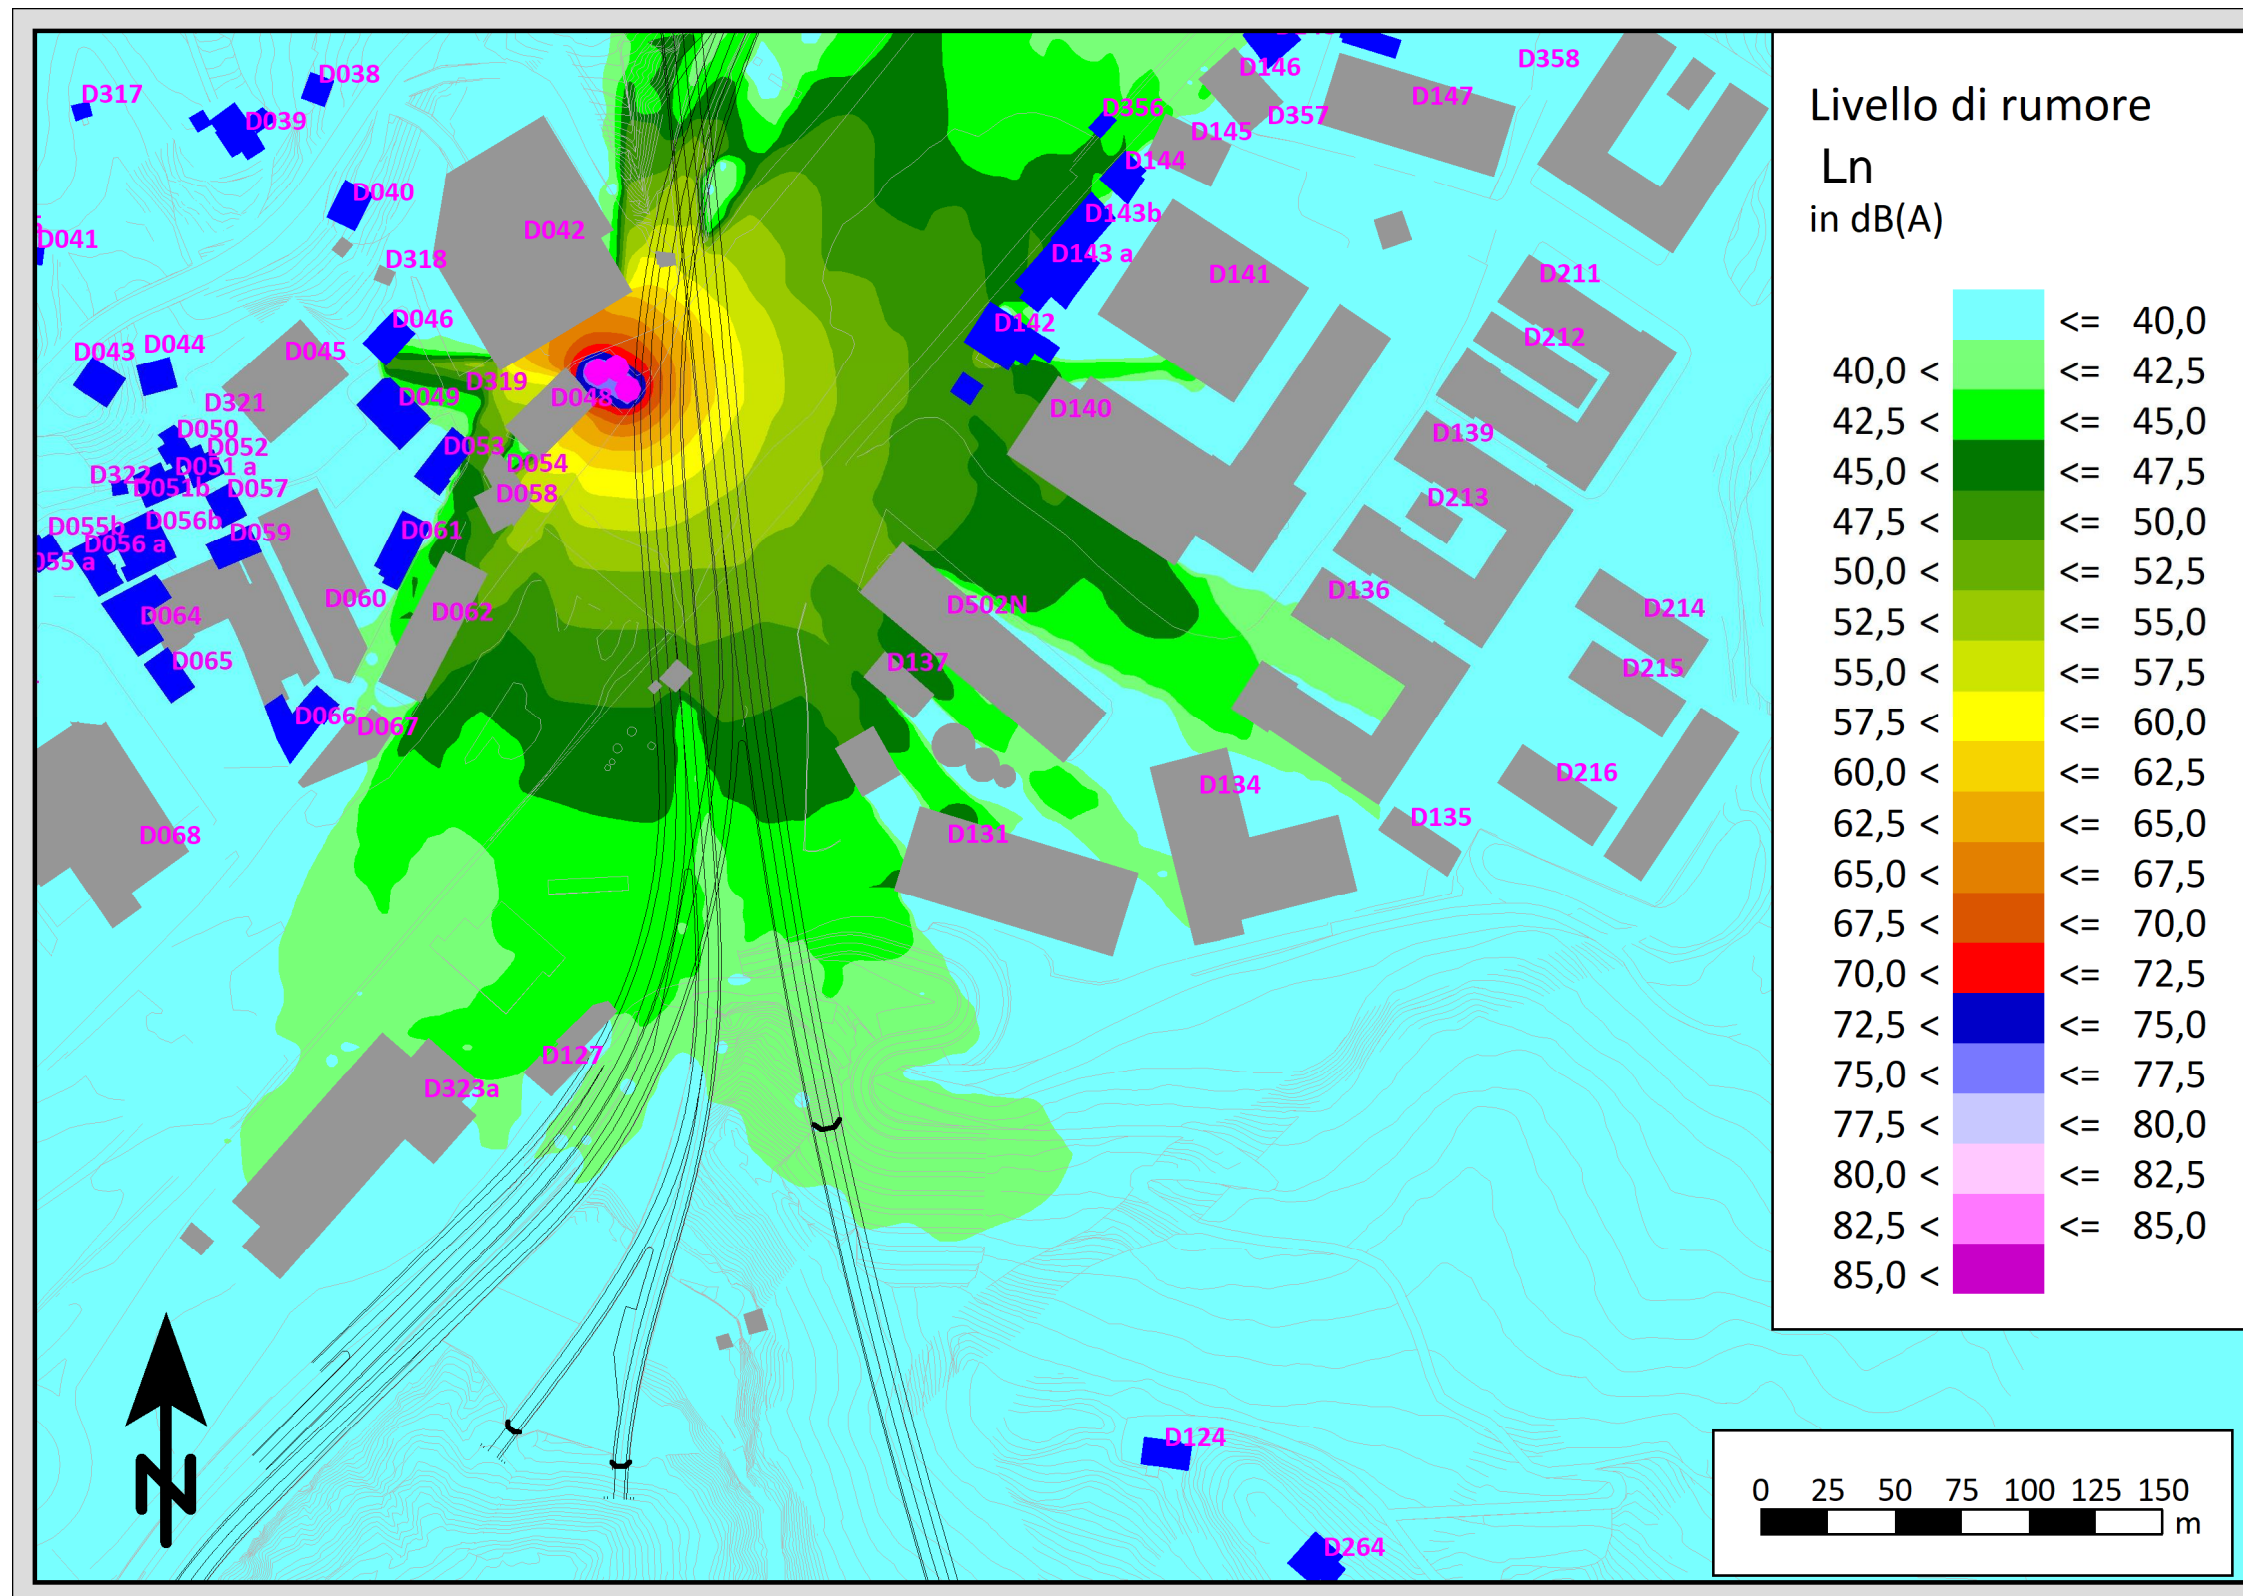 D038
D317
D039
D040
D041
D042
D318
D046
D043
D044
D045
D319
D048
D049
D321
D050
D052
D053
D051 a
D322
D051b
D057
D054
D058
D055b
D056b
D056 a
D059
D061
055 a
D060
D062
D064
D065
D066
D067
D068
D146
D358
D147
D356
D357
D145
D144
D143b
D143 a
D141
D211
D142
D212
D140
D139
D213
D136
D502N
D214
D137
D215
D216
D134
D135
D131
D127
D323a
D124
D264
N
Livello di rumore
Ln
in dB(A)
<= 40,0
40,0 < <= 42,5
42,5 < <= 45,0
45,0 < <= 47,5
47,5 < <= 50,0
50,0 < <= 52,5
52,5 < <= 55,0
55,0 < <= 57,5
57,5 < <= 60,0
60,0 < <= 62,5
62,5 < <= 65,0
65,0 < <= 67,5
67,5 < <= 70,0
70,0 < <= 72,5
72,5 < <= 75,0
75,0 < <= 77,5
77,5 < <= 80,0
80,0 < <= 82,5
82,5 < <= 85,0
85,0 <
0 25 50 75 100 125 150
m